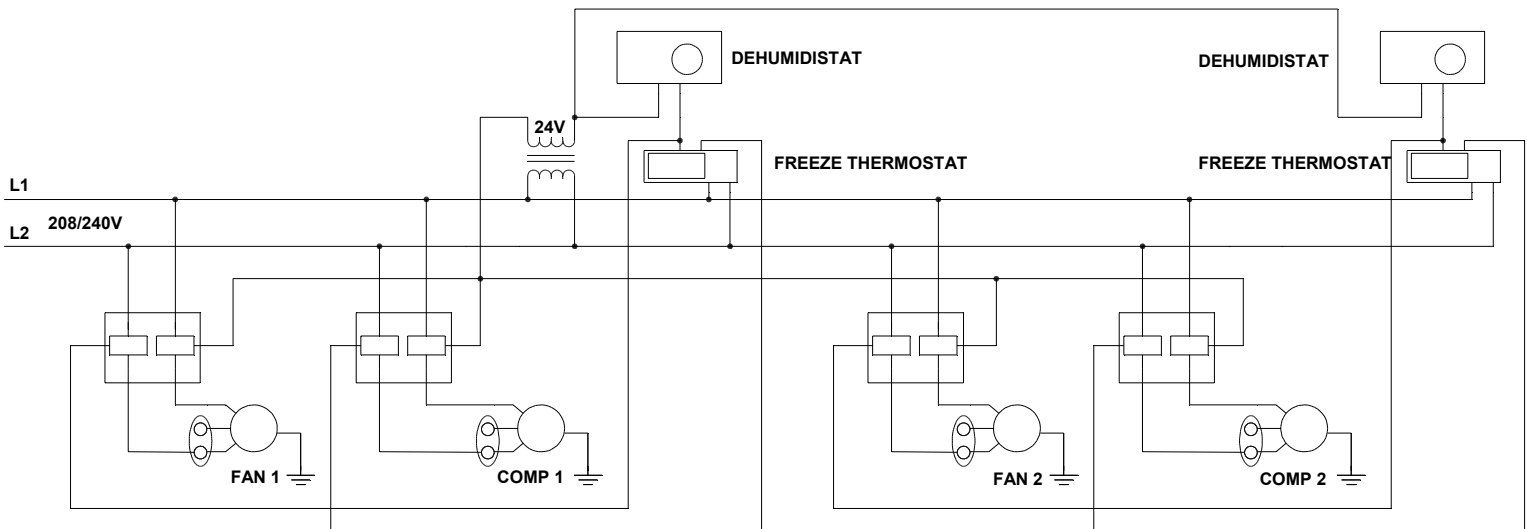 DEHUMIDISTAT
DEHUMIDISTAT
24V
FREEZE THERMOSTAT
FREEZE THERMOSTAT
L1
208/240V
L2
FAN 1
COMP 1
FAN 2
COMP 2